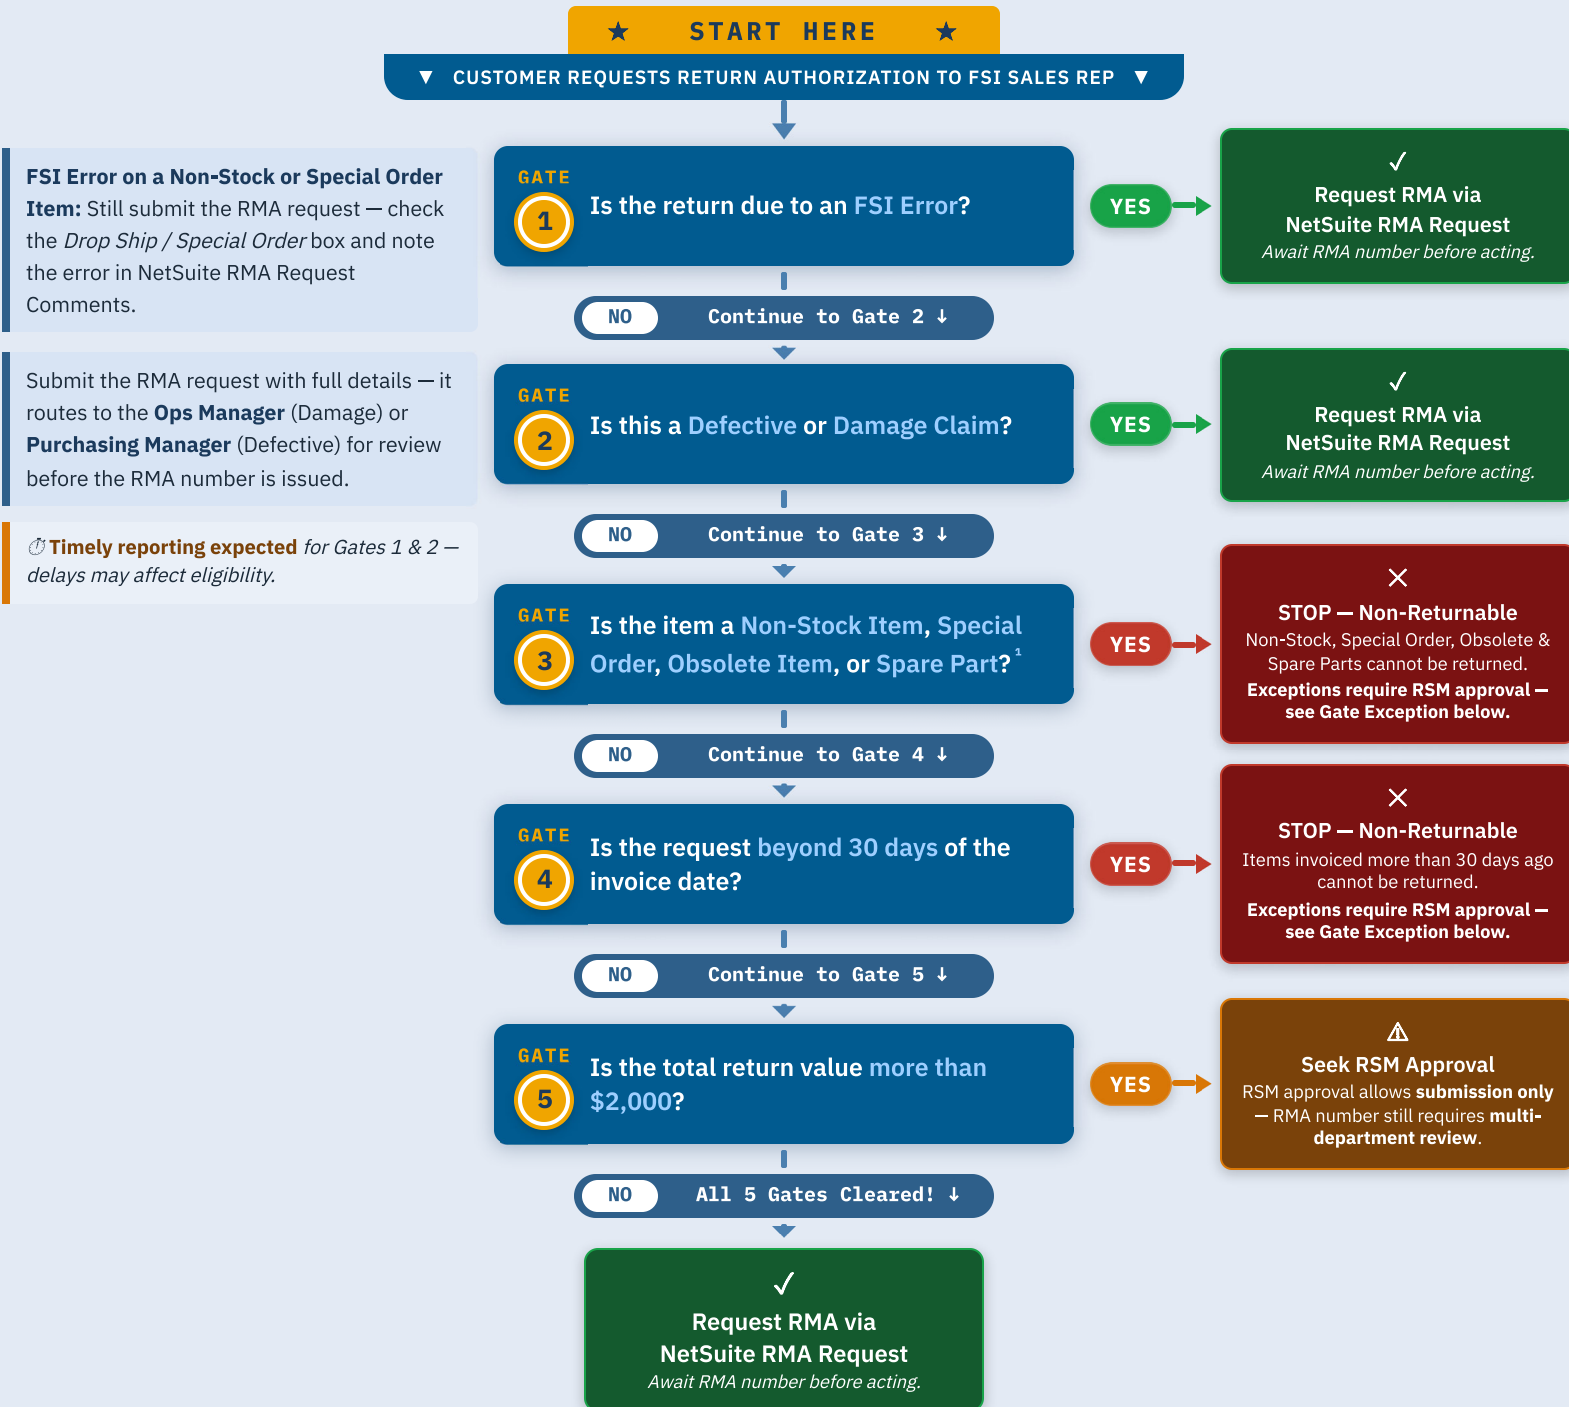 ★ START HERE ★
▼ CUSTOMER REQUESTS RETURN AUTHORIZATION TO FSI SALES REP ▼
FSI Error on a Non-Stock or Special Order
Item: Still submit the RMA request — check
the Drop Ship / Special Order box and note
the error in NetSuite RMA Request
Comments.
GATE
1
Is the return due to an FSI Error?
YES
✓
Request RMA via
NetSuite RMA Request
Await RMA number before acting.
NO
Continue to Gate 2 ↓
Submit the RMA request with full details — it
routes to the Ops Manager (Damage) or
Purchasing Manager (Defective) for review
before the RMA number is issued.
GATE
2
Is this a Defective or Damage Claim?
YES
✓
Request RMA via
NetSuite RMA Request
Await RMA number before acting.
⏱ Timely reporting expected for Gates 1 & 2 —
delays may affect eligibility.
NO
Continue to Gate 3 ↓
GATE
3
Is the item a Non-Stock Item, Special
Order, Obsolete Item, or Spare Part? ¹
YES
✕
STOP — Non-Returnable
Non-Stock, Special Order, Obsolete &
Spare Parts cannot be returned.
Exceptions require RSM approval —
see Gate Exception below.
NO
Continue to Gate 4 ↓
GATE
4
Is the request beyond 30 days of the
invoice date?
YES
✕
STOP — Non-Returnable
Items invoiced more than 30 days ago
cannot be returned.
Exceptions require RSM approval —
see Gate Exception below.
NO
Continue to Gate 5 ↓
GATE
5
Is the total return value more than
$2,000?
YES
⚠
Seek RSM Approval
RSM approval allows submission only
— RMA number still requires multi-
department review.
NO
All 5 Gates Cleared! ↓
✓
Request RMA via
NetSuite RMA Request
Await RMA number before acting.